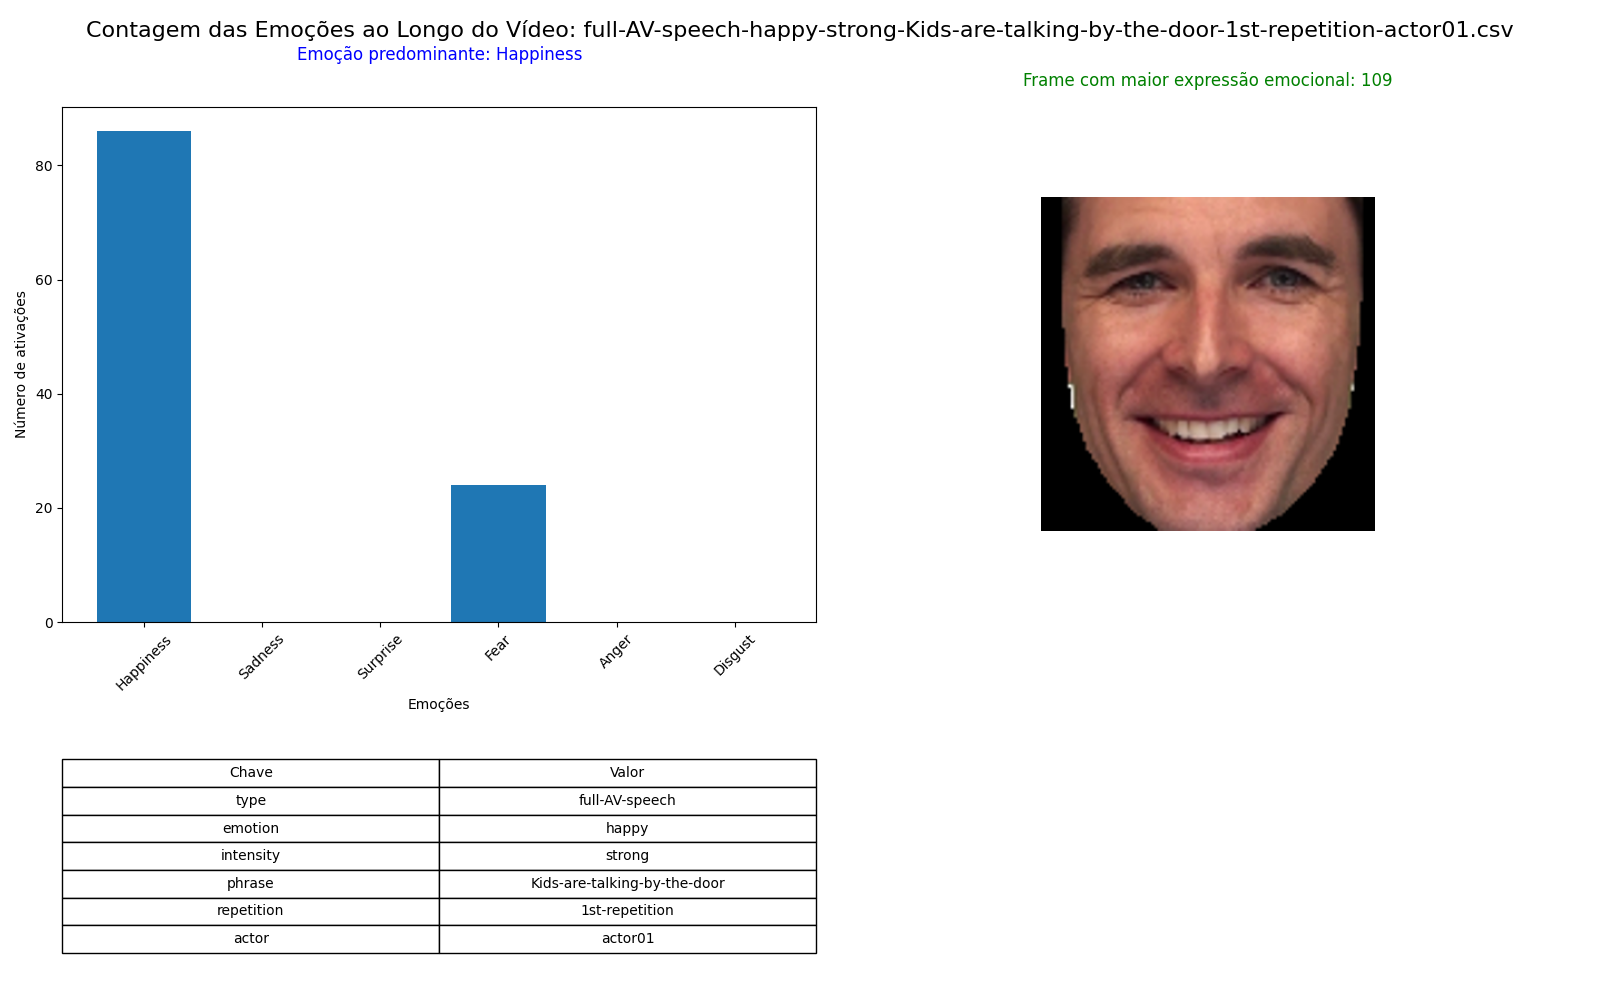 Contagem das Emoções ao Longo do Vídeo: full-AV-speech-happy-strong-Kids-are-talking-by-the-door-1st-repetition-actor01.csv
Emoção predominante: Happiness
Frame com maior expressão emocional: 109
Número de ativações
80
60
40
20
0
Happiness
Sadness
Surprise
Fear
Anger
Disgust
Emoções
Chave Valor
type full-AV-speech
emotion happy
intensity strong
phrase Kids-are-talking-by-the-door
repetition 1st-repetition
actor actor01